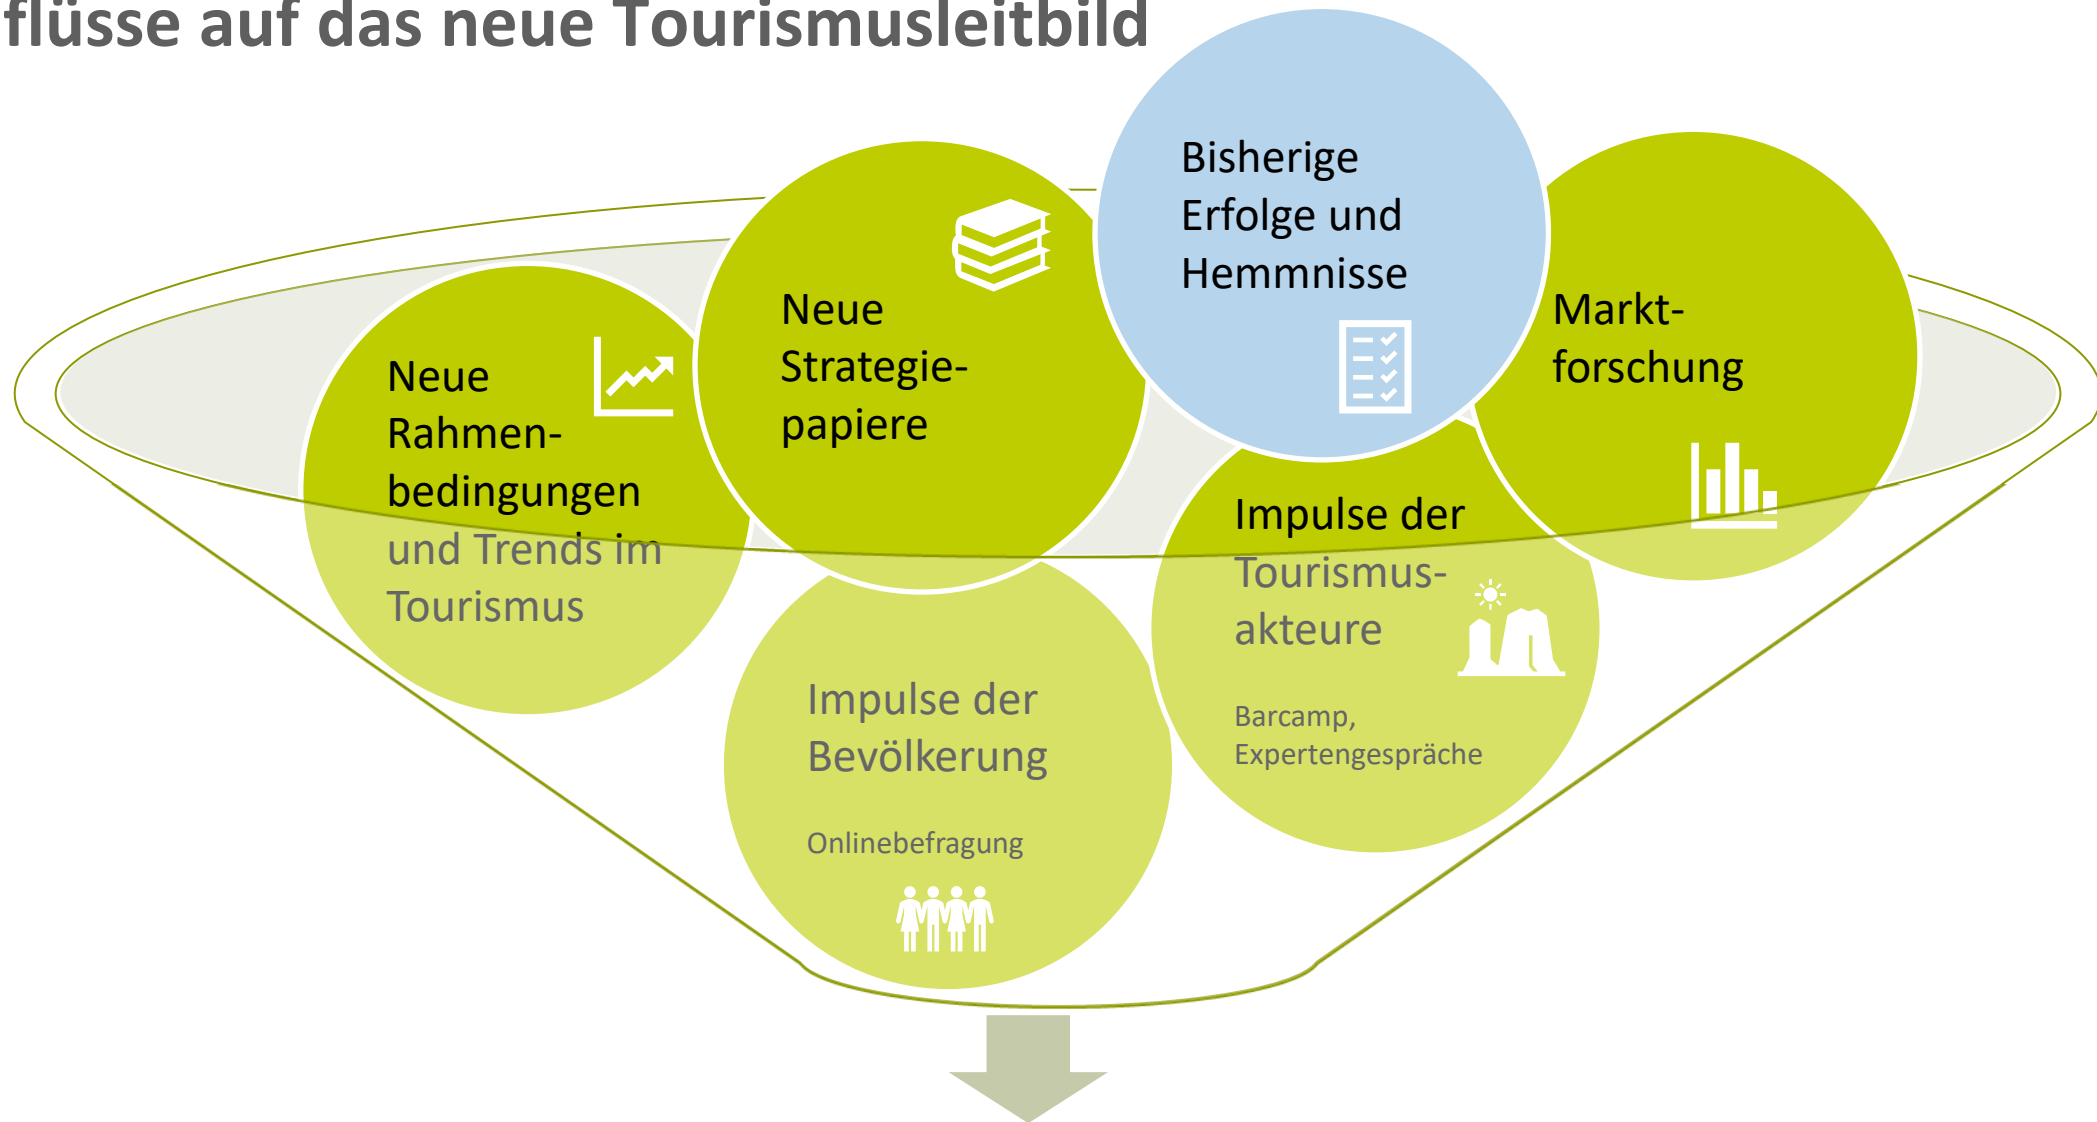 flüsse auf das neue Tourismusleitbild
Neue
Rahmen-
bedingungen
und Trends im
Tourismus
Neue
Strategie-
papiere
Bisherige
Erfolge und
Hemmnisse
Markt-
forschung
Impulse der
Bevölkerung
Onlinebefragung
Impulse der
Tourismus-
akteure
Barcamp,
Expertengespräche